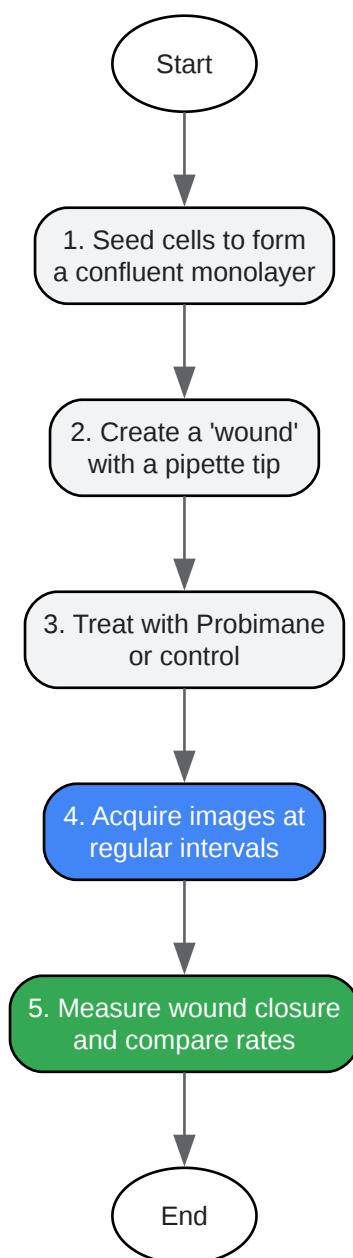 Start
1. Seed cells to form
a confluent monolayer
2. Create a 'wound'
with a pipette tip
3. Treat with Probimane
or control
4. Acquire images at
regular intervals
5. Measure wound closure
and compare rates
End